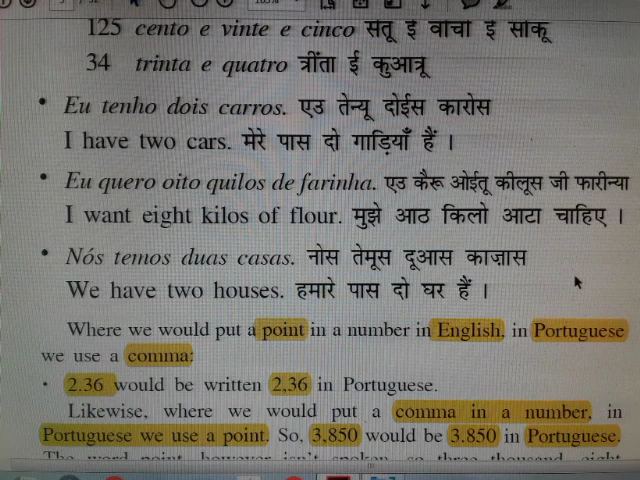 125 cento e vinte e cinco सेंतू इ वीची इ सींकू
34 trinta e quatro त्रींता ई कुआत्रू
• Eu tenho dois carros. एउ तेन्यू दोईस कारोस
I have two cars. मेरे पास दो गाड़ियाँ हैं ।
• Eu quero oito quilos de farinha. एउ कैरू ओईतू कीलूस जी फारीन्या
I want eight kilos of flour. मुझे आठ किलो आटा चाहिए ।
• Nós temos duas casas. नोस तेमूस दूआस काज़ास
We have two houses. हमारे पास दो घर हैं ।
Where we would put a point in a number in English, in Portuguese
we use a comma:
• 2.36 would be written 2,36 in Portuguese.
Likewise, where we would put a comma in a number, in
Portuguese we use a point. So, 3,850 would be 3.850 in Portuguese.